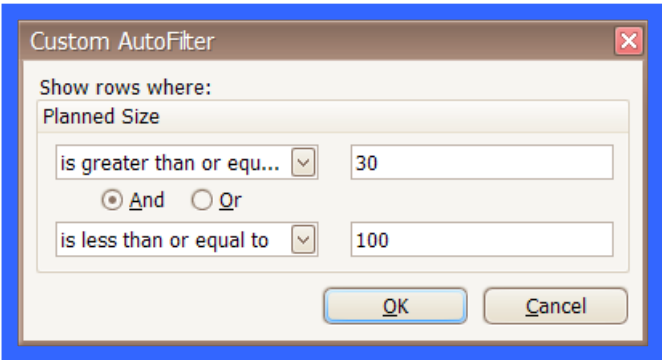 Custom AutoFilter
Show rows where:
Planned Size
is greater than or equ... 30
And Or
is less than or equal to 100
OK Cancel